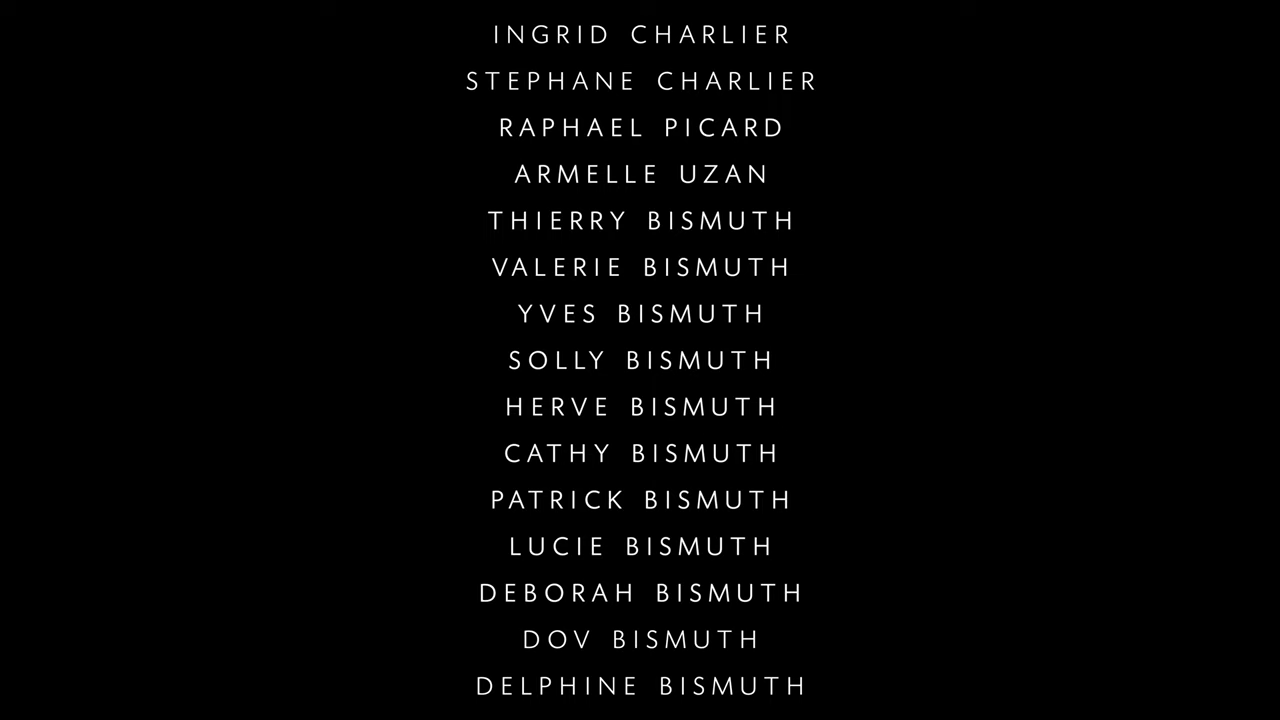 INGRID CHARLIER
STEPHANE CHARLIER
RAPHAEL PICARD
ARMELLE UZAN
THIERRY BISMUTH
VALERIE BISMUTH
YVES BISMUTH
SOLLY BISMUTH
HERVE BISMUTH
CATHY BISMUTH
PATRICK BISMUTH
LUCIE BISMUTH
DEBORAH BISMUTH
DOV BISMUTH
DELPHINE BISMUTH